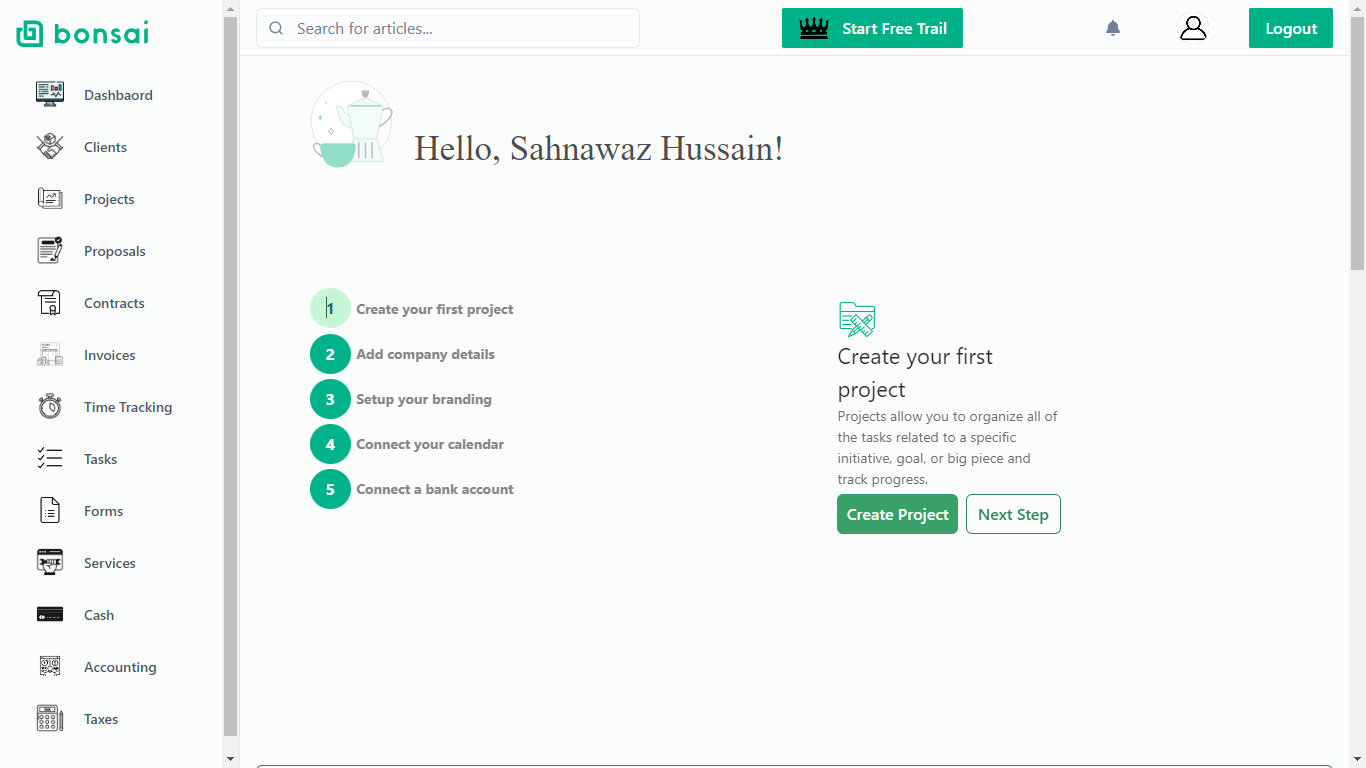 bonsai
Dashbaord
Clients
Projects
Proposals
Contracts
Invoices
Time Tracking
Tasks
Forms
Services
Cash
Accounting
Taxes
Search for articles...
Start Free Trail
Logout
Hello, Sahnawaz Hussain!
1 Create your first project
2 Add company details
3 Setup your branding
4 Connect your calendar
5 Connect a bank account
Create your first
project
Projects allow you to organize all of
the tasks related to a specific
initiative, goal, or big piece and
track progress.
Create Project Next Step